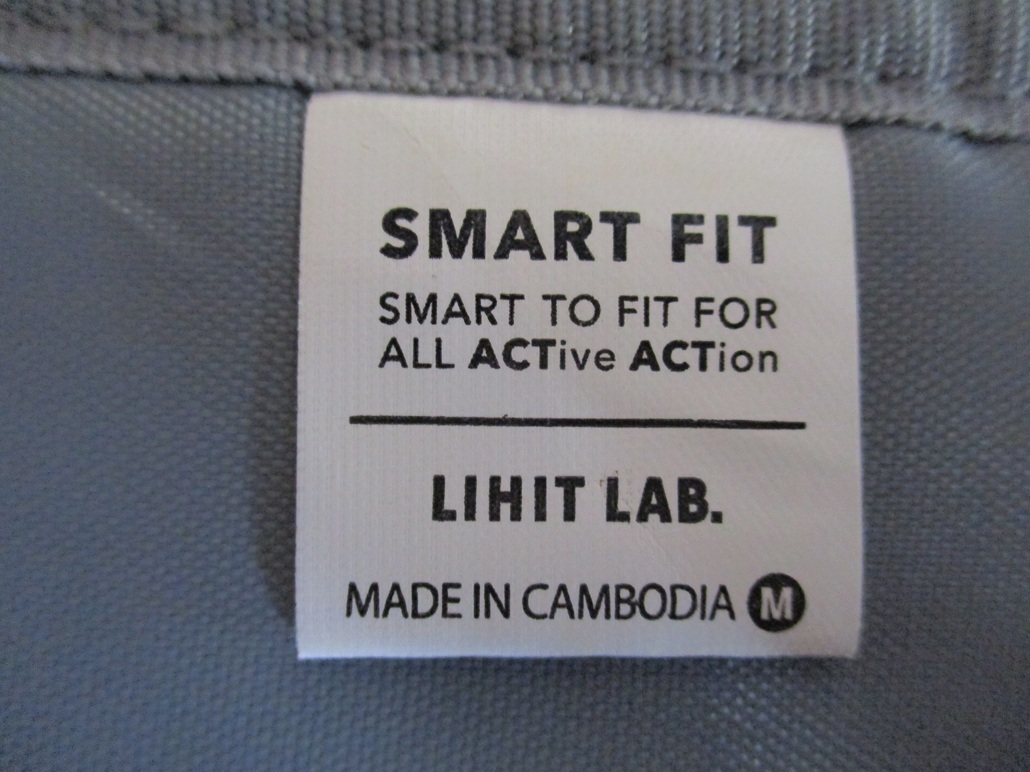 SMART FIT
SMART TO FIT FOR
ALL ACTive ACTion
LIHIT LAB.
MADE IN CAMBODIA M